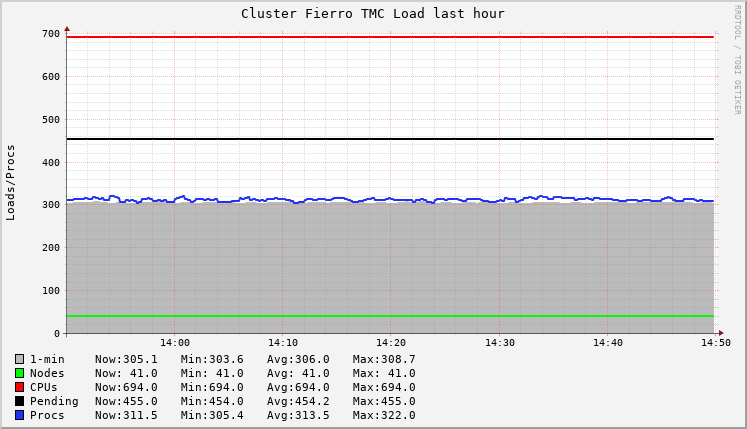 Cluster Fierro TMC Load last hour
RRDTOOL / TOBI OETIKER
Loads/Procs
700
600
500
400
300
200
100
0
14:00 14:10 14:20 14:30 14:40 14:50
1-min Now:305.1 Min:303.6 Avg:306.0 Max:308.7
Nodes Now: 41.0 Min: 41.0 Avg: 41.0 Max: 41.0
CPUs Now:694.0 Min:694.0 Avg:694.0 Max:694.0
Pending Now:455.0 Min:454.0 Avg:454.2 Max:455.0
Procs Now:311.5 Min:305.4 Avg:313.5 Max:322.0